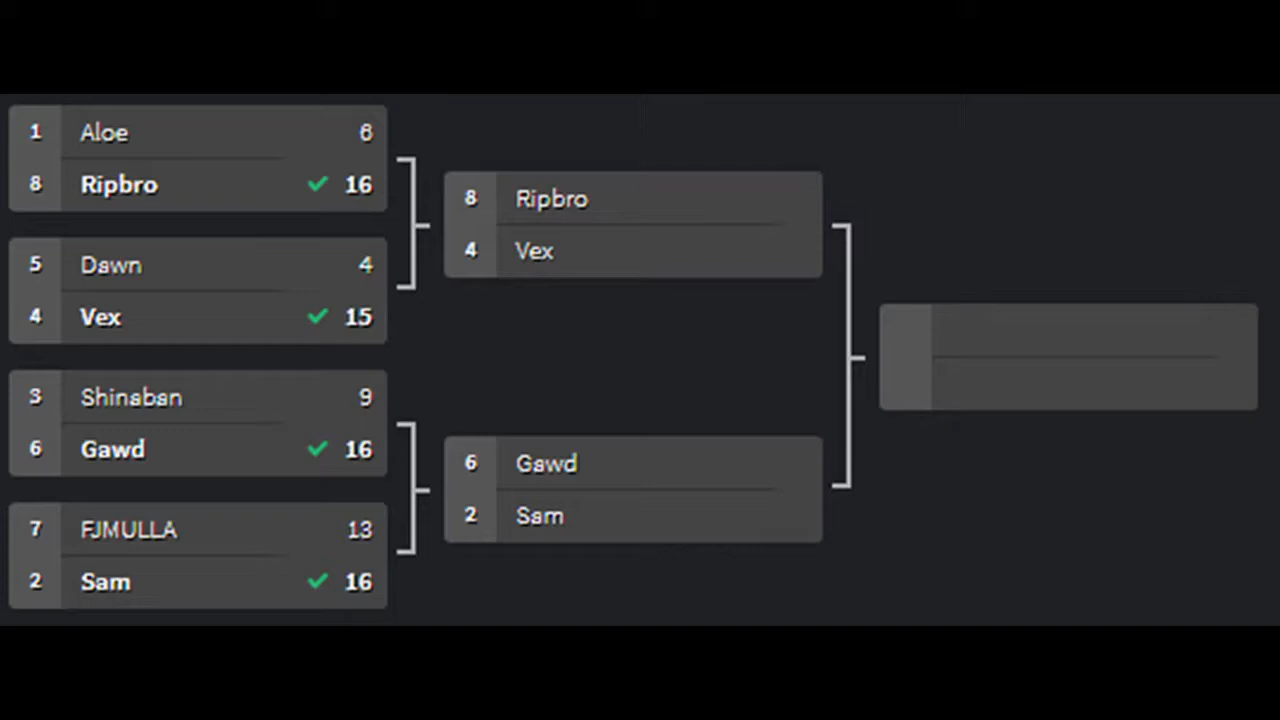 1 Aloe 6
8 Ripbro 16
5 Dawn 4
4 Vex 15
3 Shinaban 9
6 Gawd 16
7 FJMULLA 13
2 Sam 16
8 Ripbro
4 Vex
6 Gawd
2 Sam